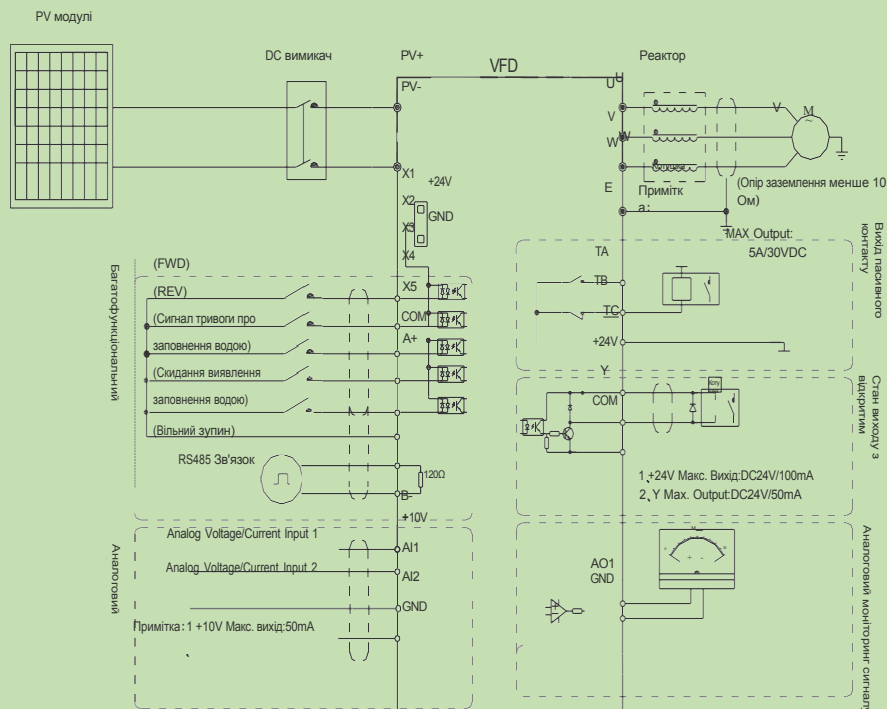 PV модулі
DC вимикач
PV+
PV-
VFD
Реактор
U
V
W
W
V
M
~
E
Примітк
а:
(Опір заземлення менше 10
Ом)
X1
+24V
X2
GND
X3
X4
X5
COM
A+
B-
+10V
Багатофункціональний
(FWD)
(REV)
(Сигнал тривоги про
заповнення водою)
(Скидання виявлення
заповнення водою)
(Вільний зупин)
RS485 Зв'язок
120Ω
Аналоговий
Analog Voltage/Current Input 1
Analog Voltage/Current Input 2
AI1
AI2
GND
Примітка: 1 +10V Макс. вихід:50mA
Вихід пасивного
контакту
MAX Output:
5A/30VDC
TA
TB
TC
+24V
Стан виходу з
відкритим
Y
COM
1、+24V Макс. Вихід:DC24V/100mA
2、Y Max. Output:DC24V/50mA
Аналоговий моніторинг сигналу
AO1
GND
+ -